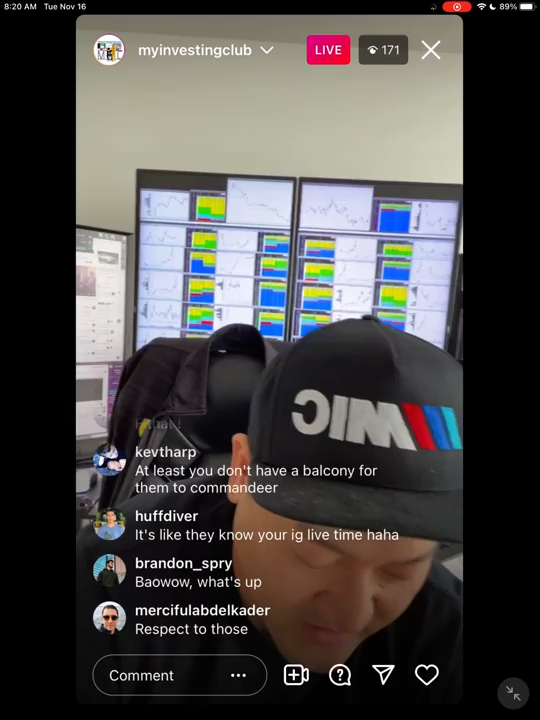 8:20 AM Tue Nov 16
89%
myinvestingclub
LIVE
171
MIC
kevtharp
At least you don't have a balcony for
them to commandeer
huffdiver
It's like they know your ig live time haha
brandon_spry
Baowow, what's up
mercifulabdelkader
Respect to those
Comment